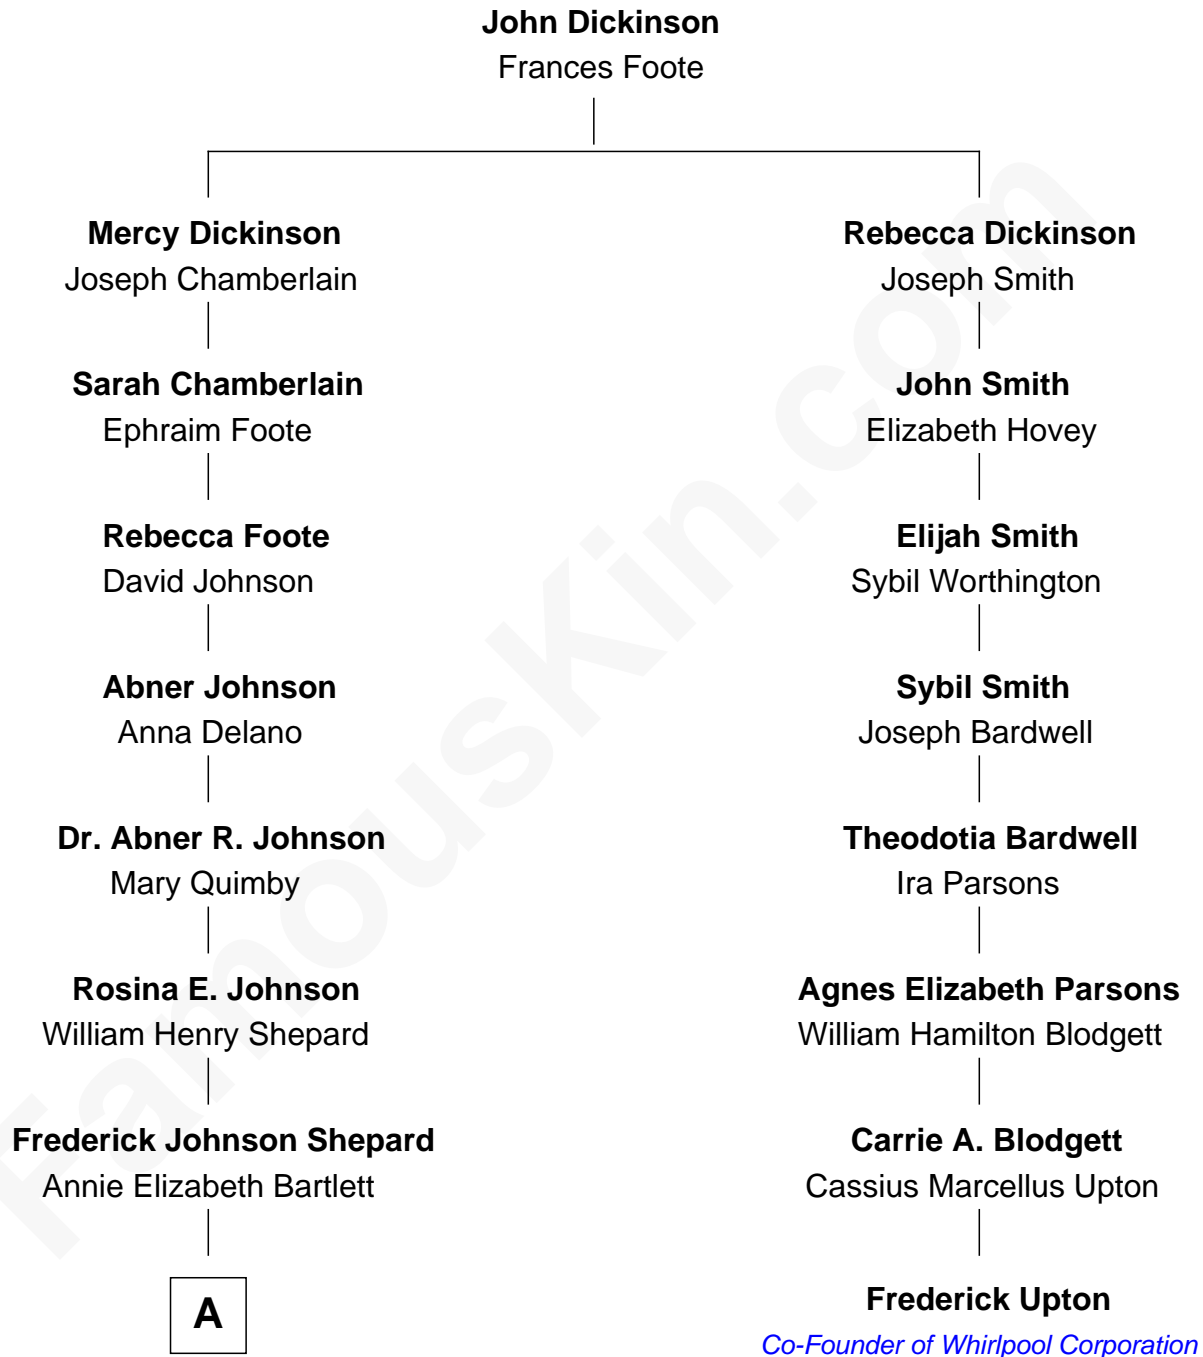 John Dickinson
Frances Foote
Mercy Dickinson
Joseph Chamberlain
Rebecca Dickinson
Joseph Smith
Sarah Chamberlain
Ephraim Foote
John Smith
Elizabeth Hovey
Rebecca Foote
David Johnson
Elijah Smith
Sybil Worthington
Abner Johnson
Anna Delano
Sybil Smith
Joseph Bardwell
Dr. Abner R. Johnson
Mary Quimby
Theodotia Bardwell
Ira Parsons
Rosina E. Johnson
William Henry Shepard
Agnes Elizabeth Parsons
William Hamilton Blodgett
Frederick Johnson Shepard
Annie Elizabeth Bartlett
Carrie A. Blodgett
Cassius Marcellus Upton
A
Frederick Upton
Co-Founder of Whirlpool Corporation
FamousKin.com